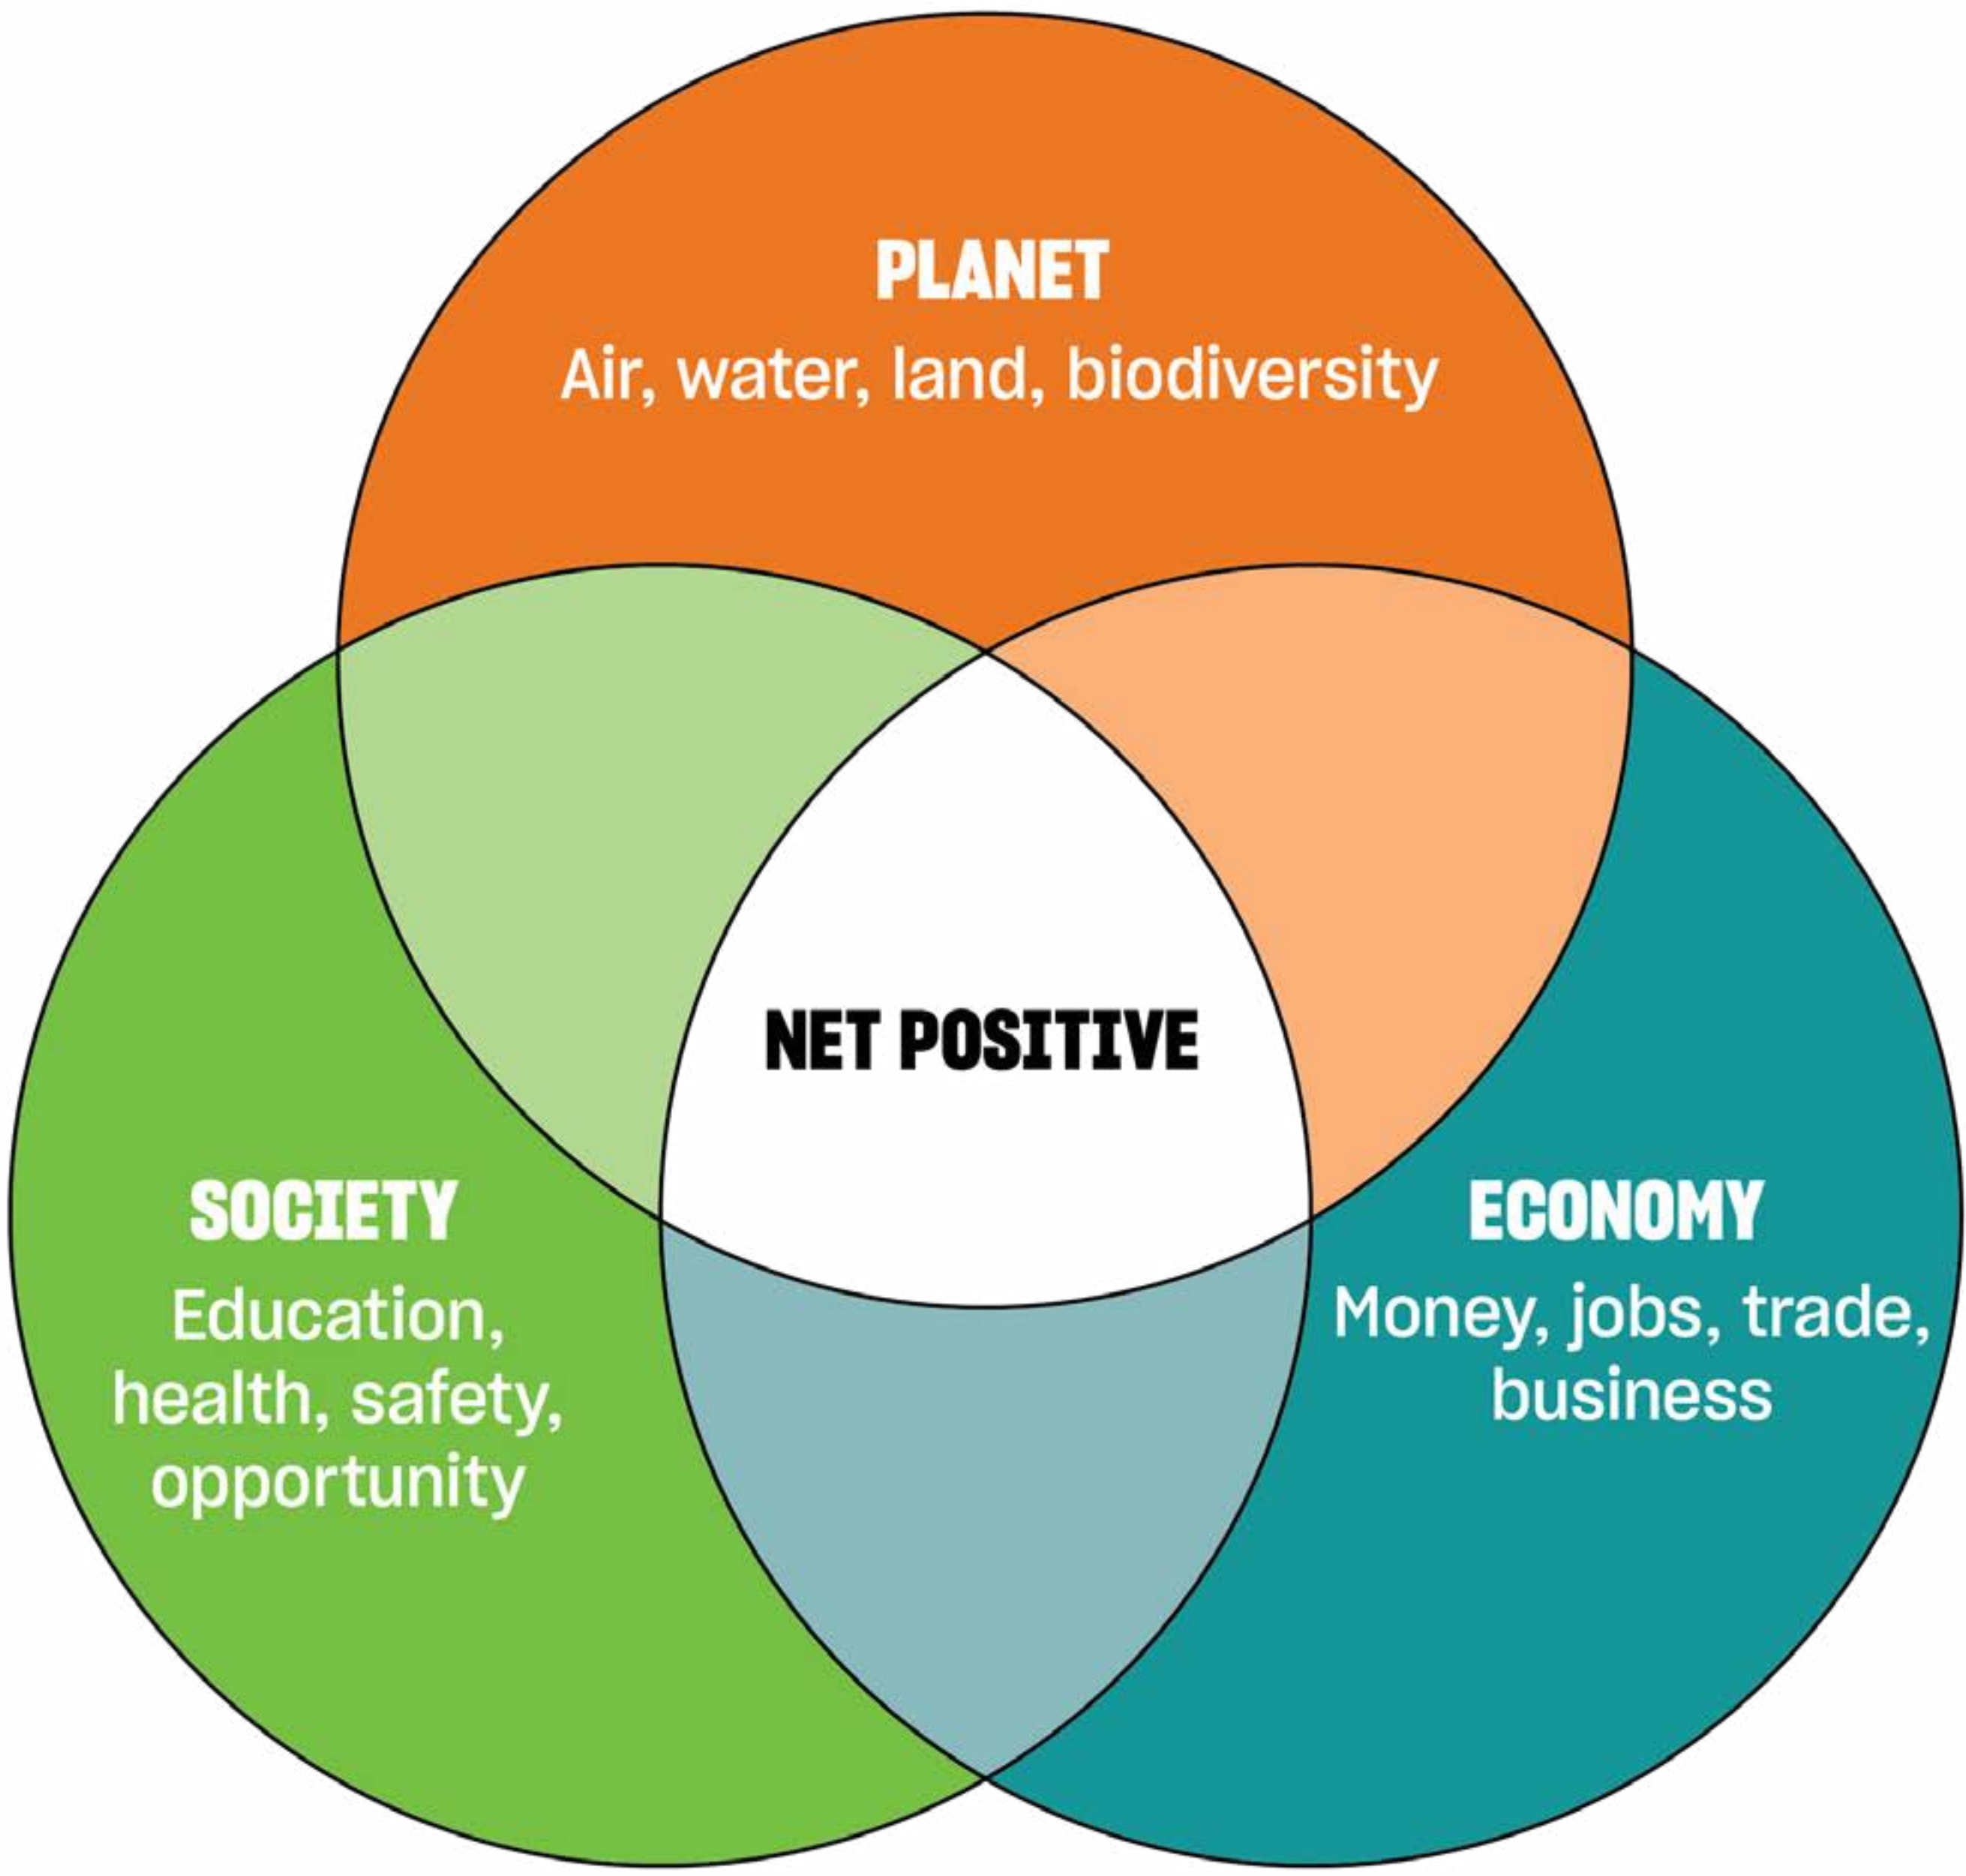 PLANET
Air, water, land, biodiversity
NET POSITIVE
SOCIETY
Education,
health, safety,
opportunity
ECONOMY
Money, jobs, trade,
business